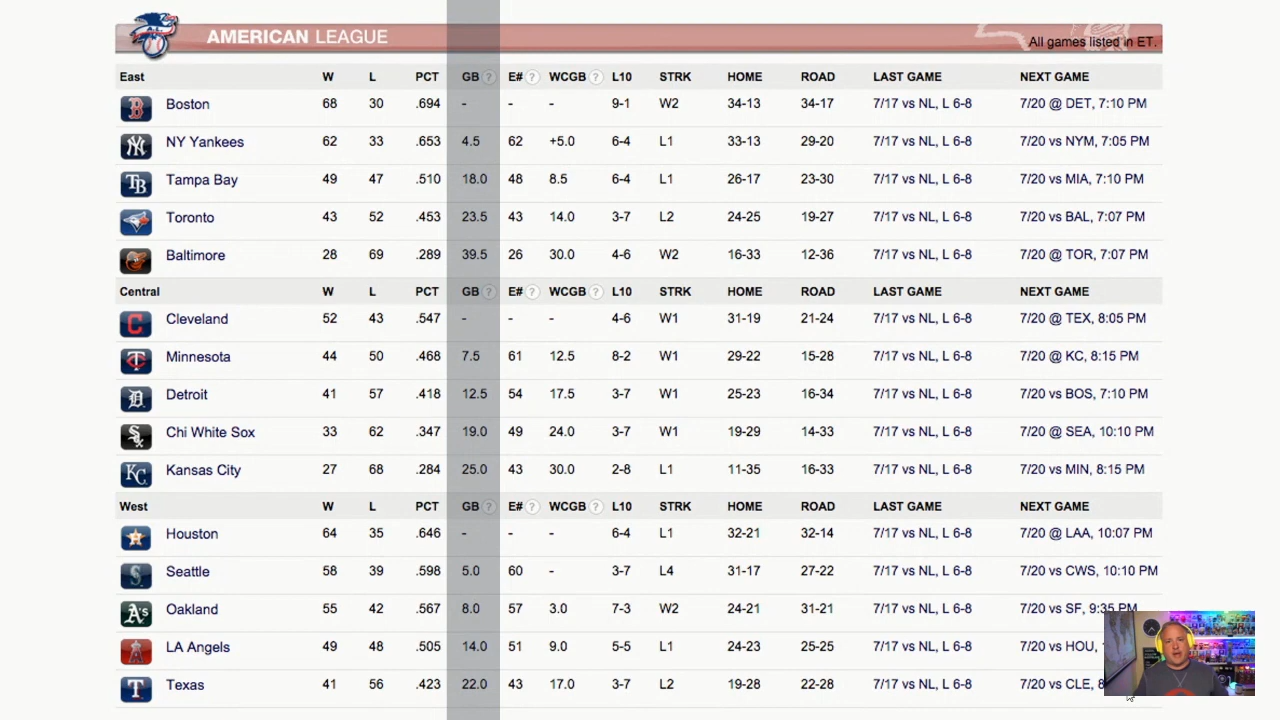 AMERICAN LEAGUE
All games listed in ET.
East W L PCT GB ? E# ? WCGB ? L10 STRK HOME ROAD LAST GAME NEXT GAME
Boston 68 30 .694 - - - 9-1 W2 34-13 34-17 7/17 vs NL, L 6-8 7/20 @ DET, 7:10 PM
NY Yankees 62 33 .653 4.5 62 +5.0 6-4 L1 33-13 29-20 7/17 vs NL, L 6-8 7/20 vs NYM, 7:05 PM
Tampa Bay 49 47 .510 18.0 48 8.5 6-4 L1 26-17 23-30 7/17 vs NL, L 6-8 7/20 vs MIA, 7:10 PM
Toronto 43 52 .453 23.5 43 14.0 3-7 L2 24-25 19-27 7/17 vs NL, L 6-8 7/20 vs BAL, 7:07 PM
Baltimore 28 69 .289 39.5 26 30.0 4-6 W2 16-33 12-36 7/17 vs NL, L 6-8 7/20 @ TOR, 7:07 PM
Central W L PCT GB ? E# ? WCGB ? L10 STRK HOME ROAD LAST GAME NEXT GAME
Cleveland 52 43 .547 - - - 4-6 W1 31-19 21-24 7/17 vs NL, L 6-8 7/20 @ TEX, 8:05 PM
Minnesota 44 50 .468 7.5 61 12.5 8-2 W1 29-22 15-28 7/17 vs NL, L 6-8 7/20 @ KC, 8:15 PM
Detroit 41 57 .418 12.5 54 17.5 3-7 W1 25-23 16-34 7/17 vs NL, L 6-8 7/20 vs BOS, 7:10 PM
Chi White Sox 33 62 .347 19.0 49 24.0 3-7 W1 19-29 14-33 7/17 vs NL, L 6-8 7/20 @ SEA, 10:10 PM
Kansas City 27 68 .284 25.0 43 30.0 2-8 L1 11-35 16-33 7/17 vs NL, L 6-8 7/20 vs MIN, 8:15 PM
West W L PCT GB ? E# ? WCGB ? L10 STRK HOME ROAD LAST GAME NEXT GAME
Houston 64 35 .646 - - - 6-4 L1 32-21 32-14 7/17 vs NL, L 6-8 7/20 @ LAA, 10:07 PM
Seattle 58 39 .598 5.0 60 - 3-7 L4 31-17 27-22 7/17 vs NL, L 6-8 7/20 vs CWS, 10:10 PM
Oakland 55 42 .567 8.0 57 3.0 7-3 W2 24-21 31-21 7/17 vs NL, L 6-8 7/20 vs SF, 9:35 PM
LA Angels 49 48 .505 14.0 51 9.0 5-5 L1 24-23 25-25 7/17 vs NL, L 6-8 7/20 vs HOU,
Texas 41 56 .423 22.0 43 17.0 3-7 L2 19-28 22-28 7/17 vs NL, L 6-8 7/20 vs CLE, 8